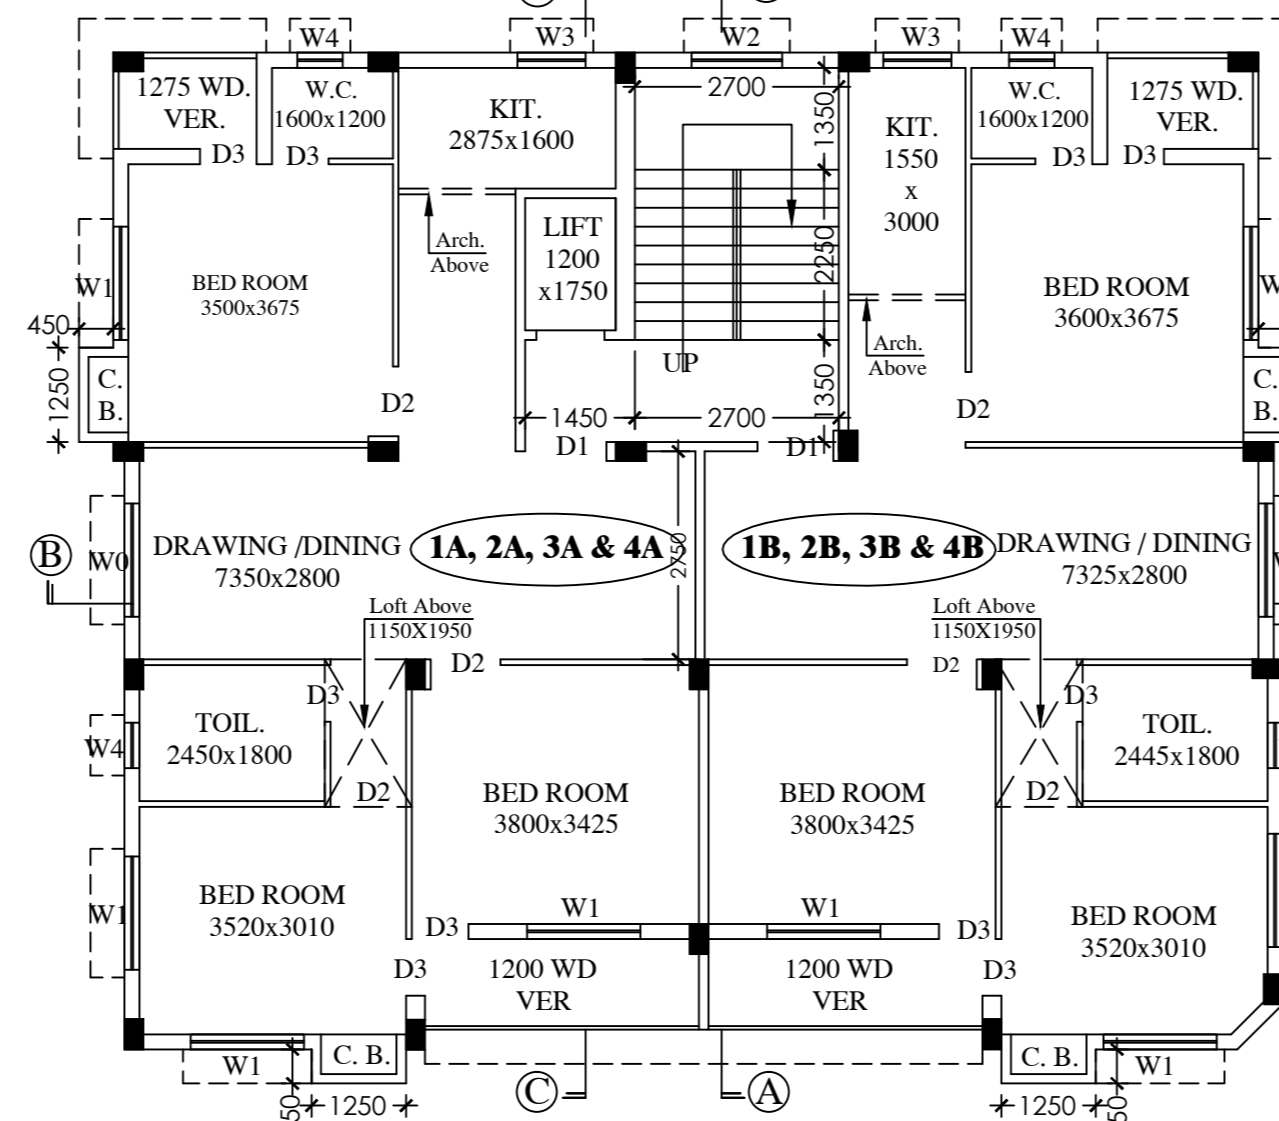 W4
W3
W2
W3
W4
1275 WD.
VER.
W.C.
1600x1200
KIT.
2875x1600
2700
1350
KIT.
1550
x
3000
W.C.
1600x1200
1275 WD.
VER.
D3
D3
D3
D3
LIFT
1200
x1750
Arch.
Above
2250
BED ROOM
3500x3675
BED ROOM
3600x3675
W1
450
1250
C.
B.
UP
Arch.
Above
1350
C.
B.
D2
D2
1450
2700
D1
D1
B
W0
DRAWING /DINING
7350x2800
1A, 2A, 3A & 4A
2750
1B, 2B, 3B & 4B
DRAWING / DINING
7325x2800
Loft Above
1150X1950
Loft Above
1150X1950
D2
D2
D3
D3
TOIL.
2450x1800
TOIL.
2445x1800
W4
D2
D2
BED ROOM
3800x3425
BED ROOM
3800x3425
BED ROOM
3520x3010
BED ROOM
3520x3010
W1
W1
W1
D3
D3
D3
D3
1200 WD
VER
1200 WD
VER
W1
C. B.
C. B.
W1
C
A
1250
1250